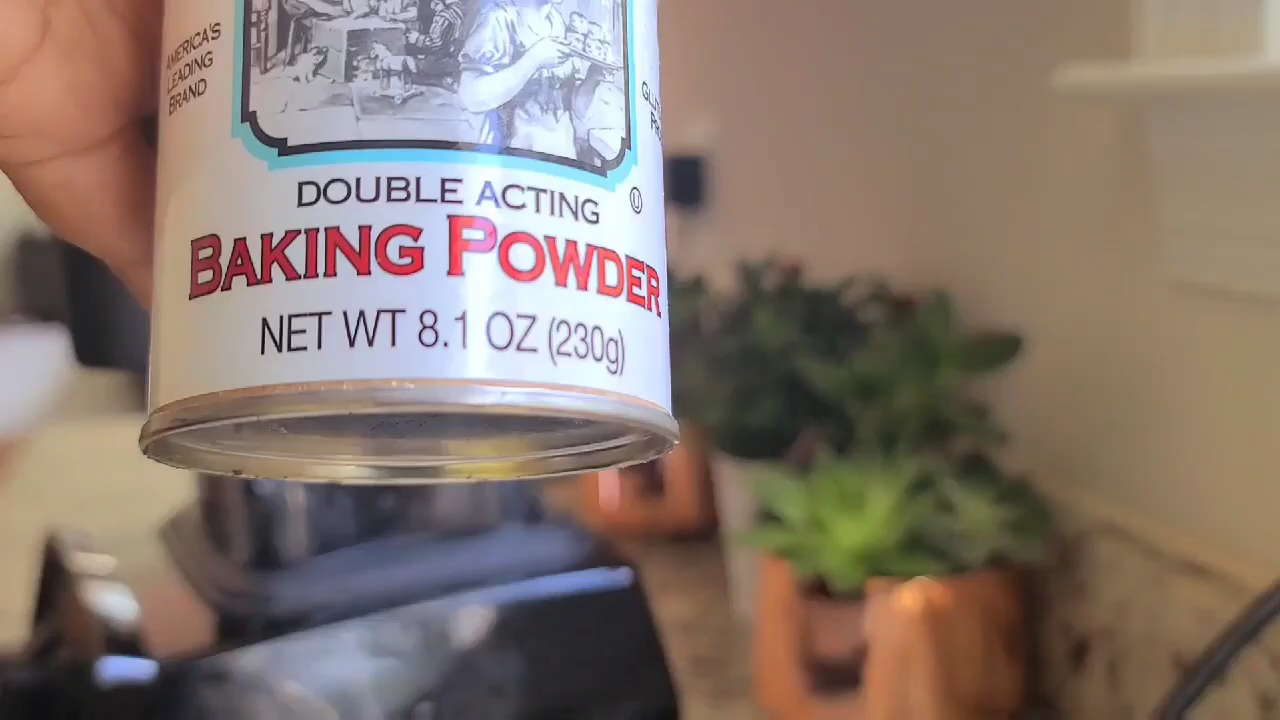 AMERICA'S
LEADING
BRAND
DOUBLE ACTING
U
BAKING POWDER
NET WT 8.1 OZ (230g)